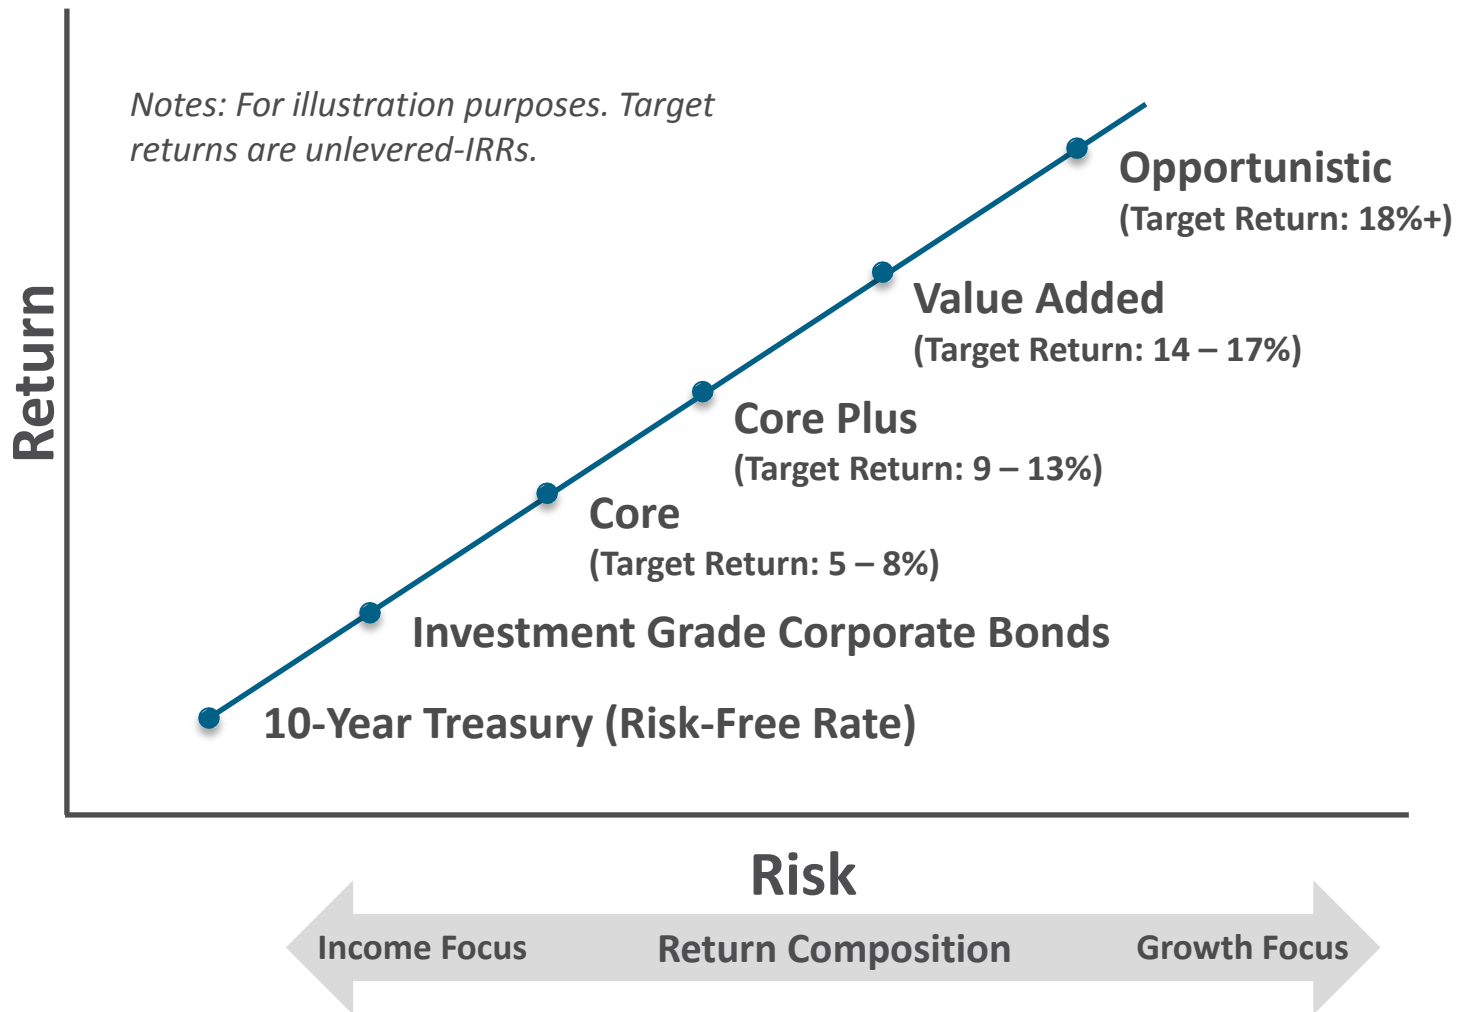 Notes: For illustration purposes. Target
returns are unlevered-IRRs.
Opportunistic
(Target Return: 18%+)
Value Added
(Target Return: 14 – 17%)
Core Plus
(Target Return: 9 – 13%)
Core
(Target Return: 5 – 8%)
Investment Grade Corporate Bonds
10-Year Treasury (Risk-Free Rate)
Return
Risk
Income Focus
Return Composition
Growth Focus